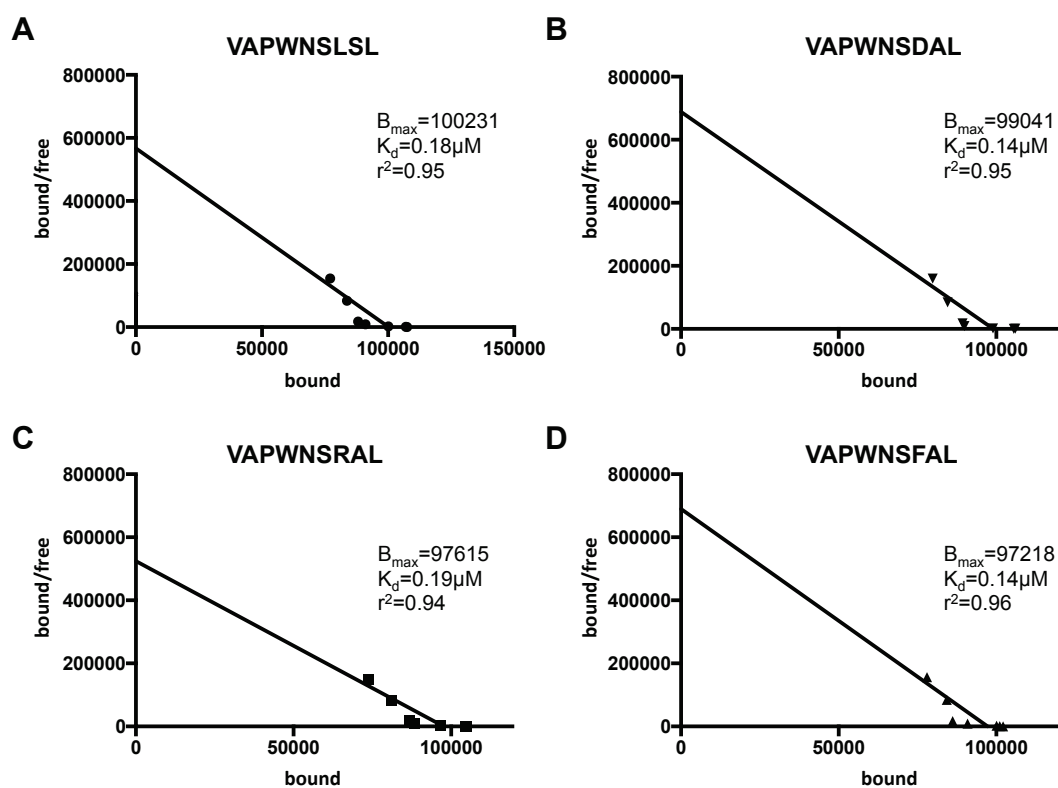 A
VAPWNSLSL
800000
600000
400000
200000
0
bound/free
Bmax=100231
Kd=0.18µM
r²=0.95
0
50000
100000
150000
bound
B
VAPWNSDAL
800000
600000
400000
200000
0
bound/free
Bmax=99041
Kd=0.14µM
r²=0.95
0
50000
100000
bound
C
VAPWNSRAL
800000
600000
400000
200000
0
bound/free
Bmax=97615
Kd=0.19µM
r²=0.94
0
50000
100000
bound
D
VAPWNSFAL
800000
600000
400000
200000
0
bound/free
Bmax=97218
Kd=0.14µM
r²=0.96
0
50000
100000
bound